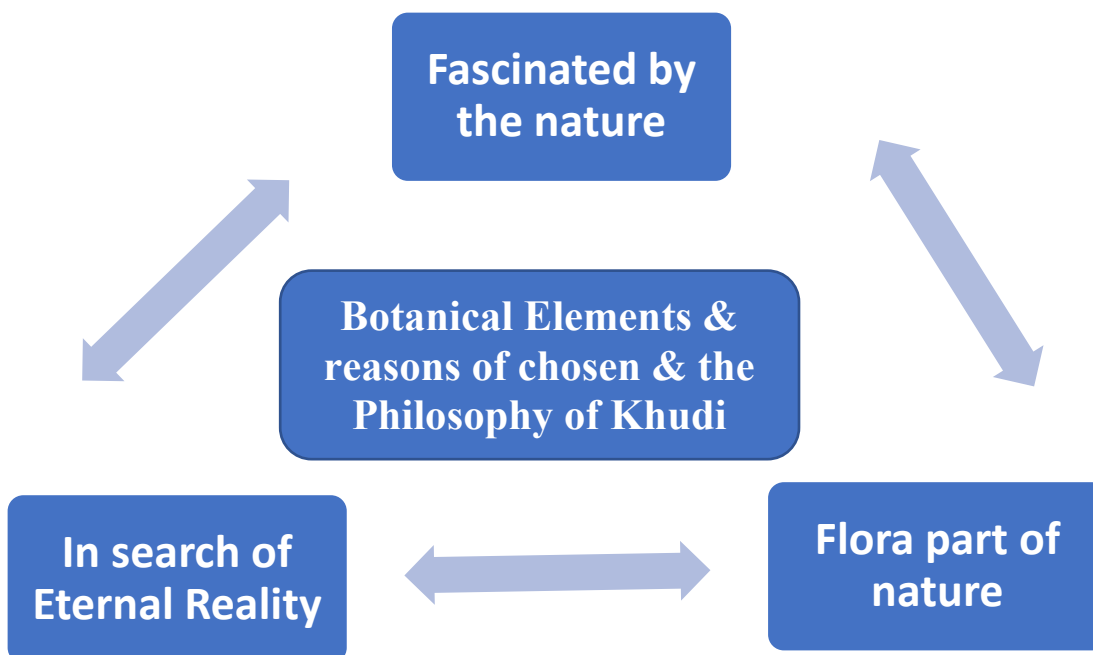 Fascinated by
the nature
Botanical Elements &
reasons of chosen & the
Philosophy of Khudi
In search of
Eternal Reality
Flora part of
nature